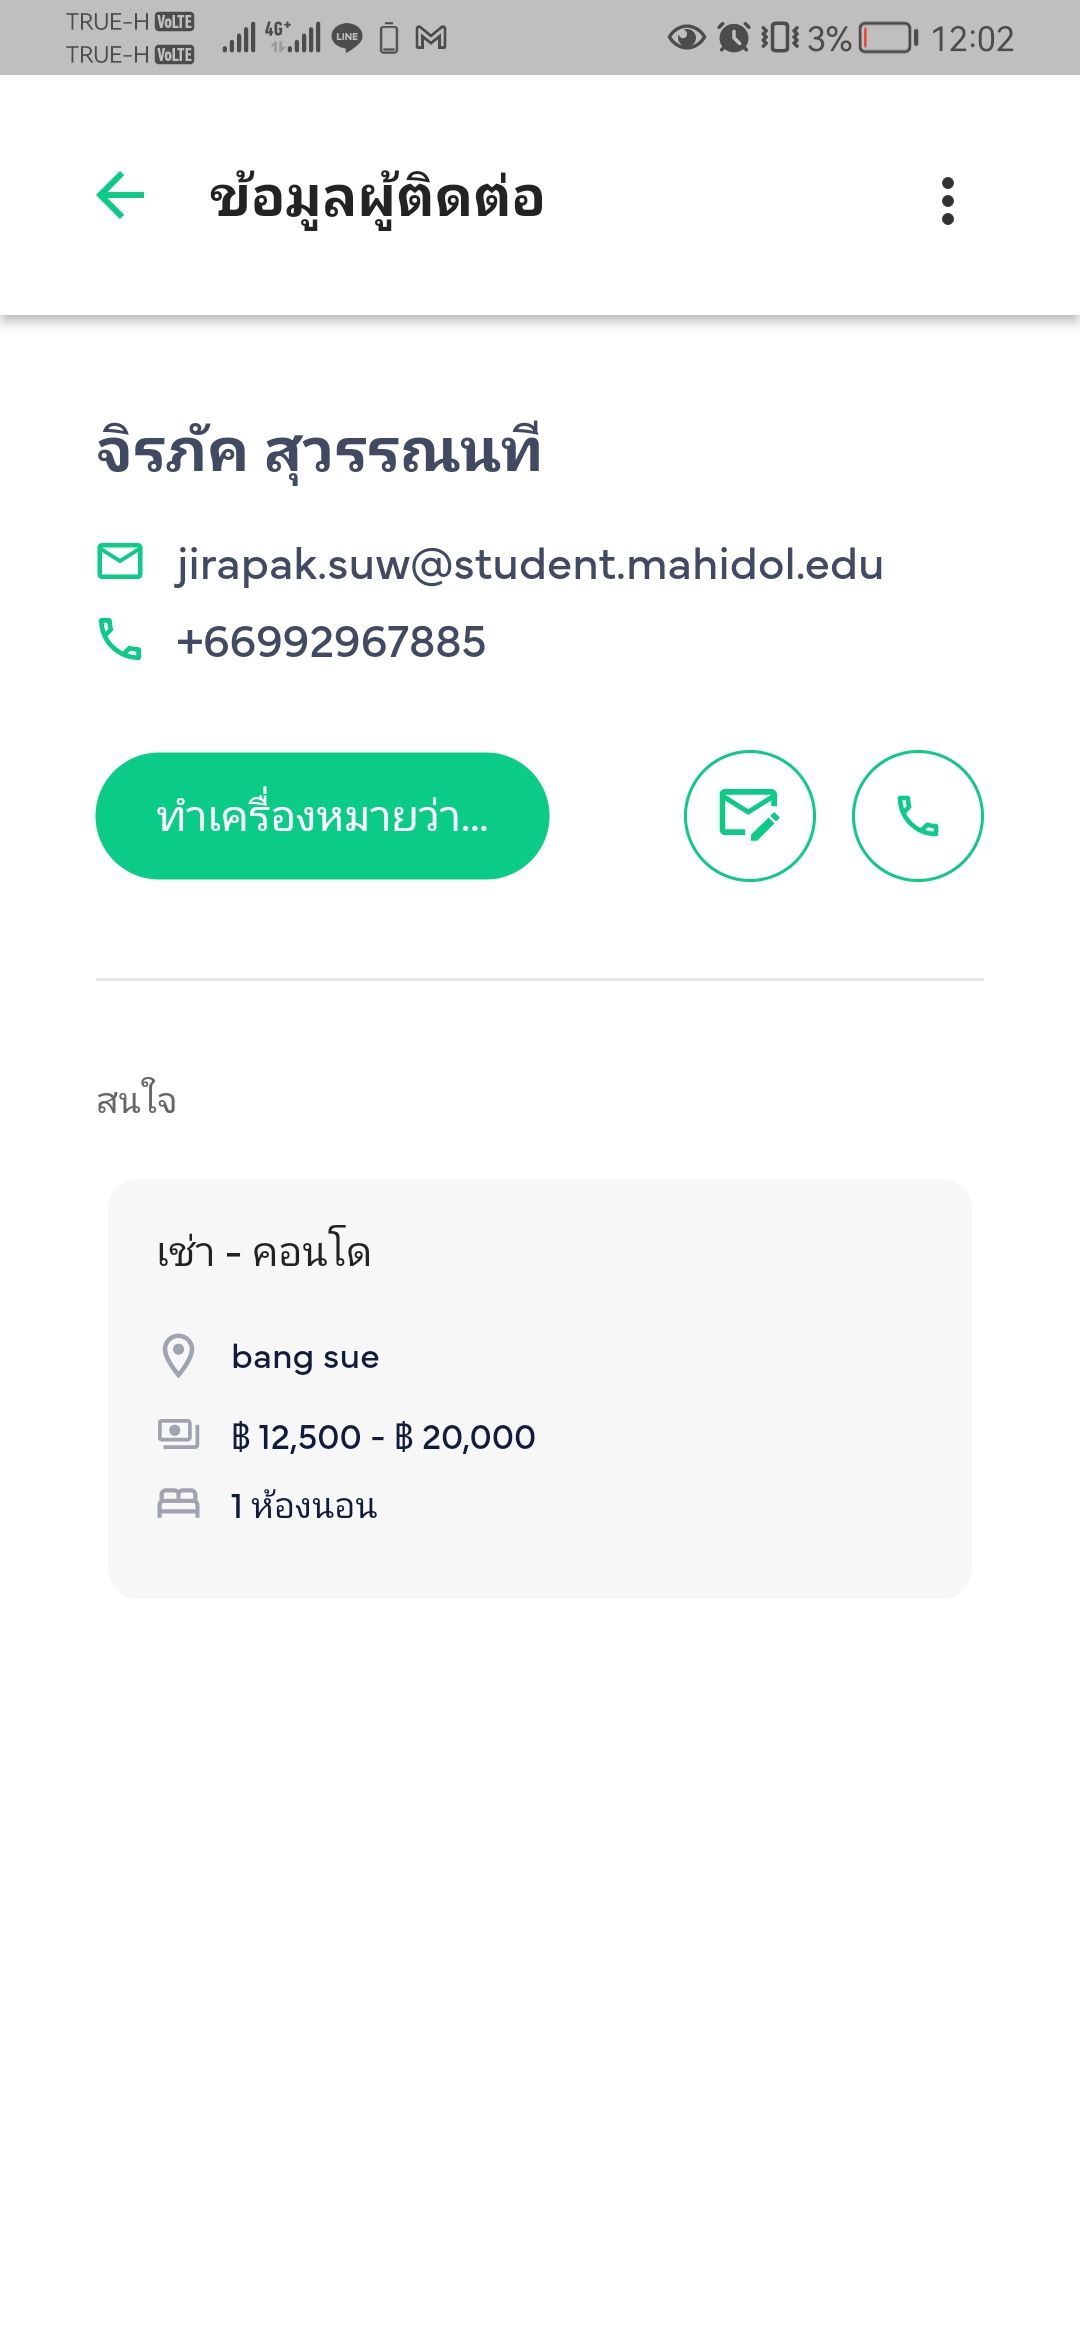 TRUE-H VoLTE 4G+ LINE 3% 12:02
TRUE-H VoLTE
ข้อมูลผู้ติดต่อ
จิรภัค สุวรรณนที
jirapak.suw@student.mahidol.edu
+66992967885
ทำเครื่องหมายว่า...
สนใจ
เช่า - คอนโด
bang sue
฿ 12,500 - ฿ 20,000
1 ห้องนอน